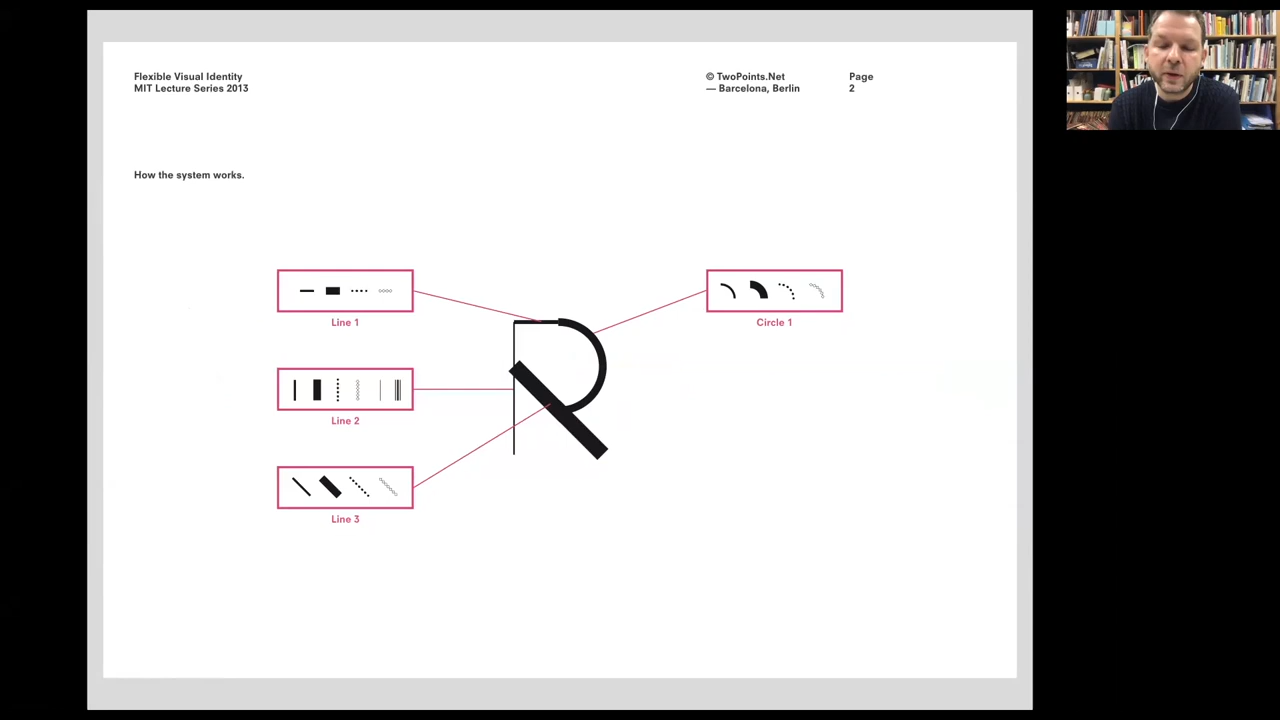 Flexible Visual Identity
MIT Lecture Series 2013
© TwoPoints.Net
— Barcelona, Berlin
Page
2
How the system works.
Line 1
Circle 1
R
Line 2
Line 3